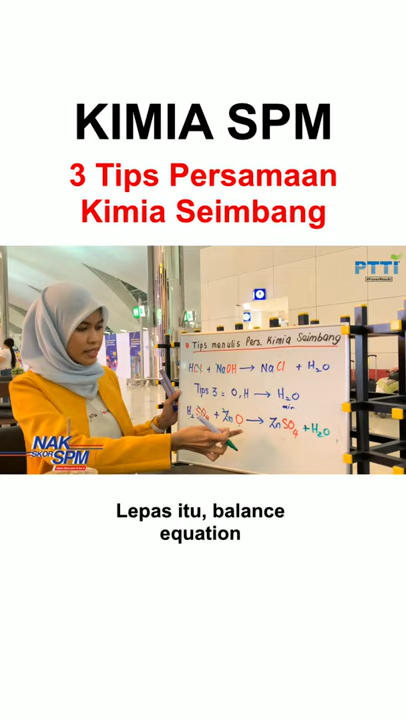 KIMIA SPM
3 Tips Persamaan
Kimia Seimbang
PTTI
Tips menulis Pers. Kimia Seimbang
HCl + NaOH → NaCl + H₂O
Tips 3 = O, H → H₂O
H₂SO₄ + ZnO → ZnSO₄ + H₂O
NAK
SKOR SPM
Lepas itu, balance
equation